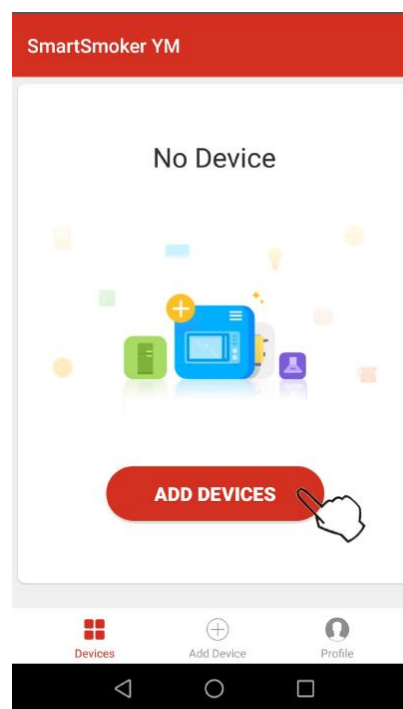 SmartSmoker YM
No Device
ADD DEVICES
Devices Add Device Profile